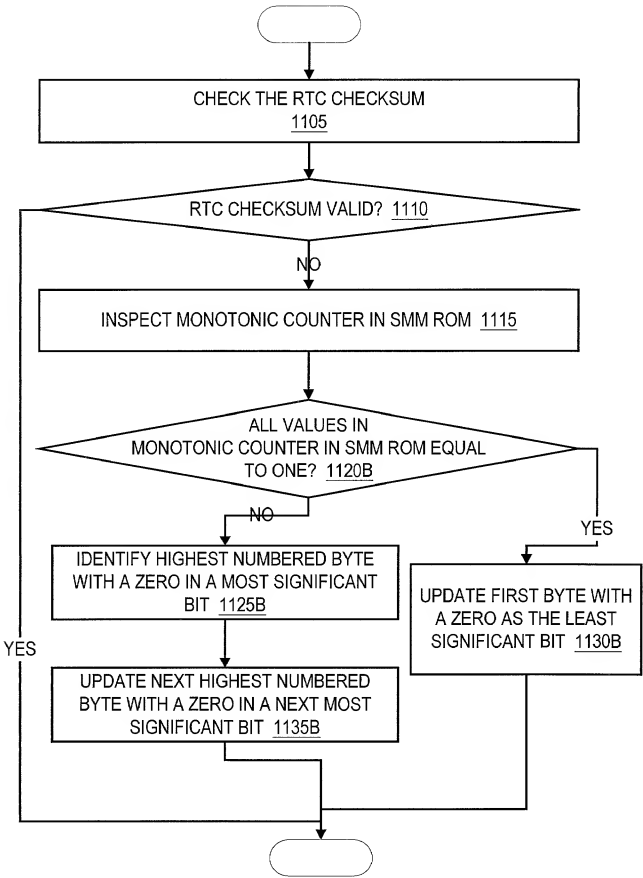 CHECK THE RTC CHECKSUM
1105
RTC CHECKSUM VALID? 1110
NO
INSPECT MONOTONIC COUNTER IN SMM ROM 1115
ALL VALUES IN
MONOTONIC COUNTER IN SMM ROM EQUAL
TO ONE? 1120B
NO
YES
IDENTIFY HIGHEST NUMBERED BYTE
WITH A ZERO IN A MOST SIGNIFICANT
BIT 1125B
UPDATE FIRST BYTE WITH
A ZERO AS THE LEAST
SIGNIFICANT BIT 1130B
YES
UPDATE NEXT HIGHEST NUMBERED
BYTE WITH A ZERO IN A NEXT MOST
SIGNIFICANT BIT 1135B